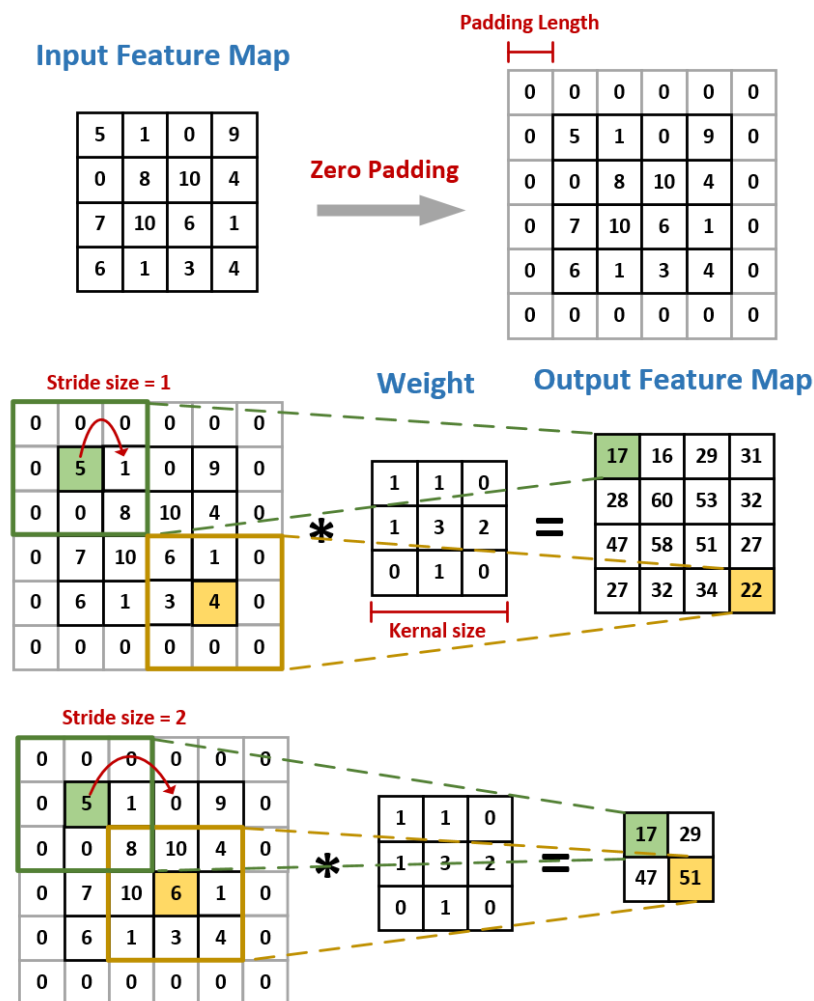 Padding Length
Input Feature Map
0 0 0 0 0 0
5 1 0 9
0 5 1 0 9 0
0 8 10 4
Zero Padding
0 0 8 10 4 0
7 10 6 1
0 7 10 6 1 0
6 1 3 4
0 6 1 3 4 0
0 0 0 0 0 0
Stride size = 1
Weight
Output Feature Map
0 0 0 0 0 0
0 5 1 0 9 0
0 0 8 10 4 0
0 7 10 6 1 0
0 6 1 3 4 0
0 0 0 0 0 0
*
1 1 0
1 3 2
0 1 0
Kernal size
=
17 16 29 31
28 60 53 32
47 58 51 27
27 32 34 22
Stride size = 2
0 0 0 0 0 0
0 5 1 0 9 0
0 0 8 10 4 0
0 7 10 6 1 0
0 6 1 3 4 0
0 0 0 0 0 0
*
1 1 0
1 3 2
0 1 0
=
17 29
47 51